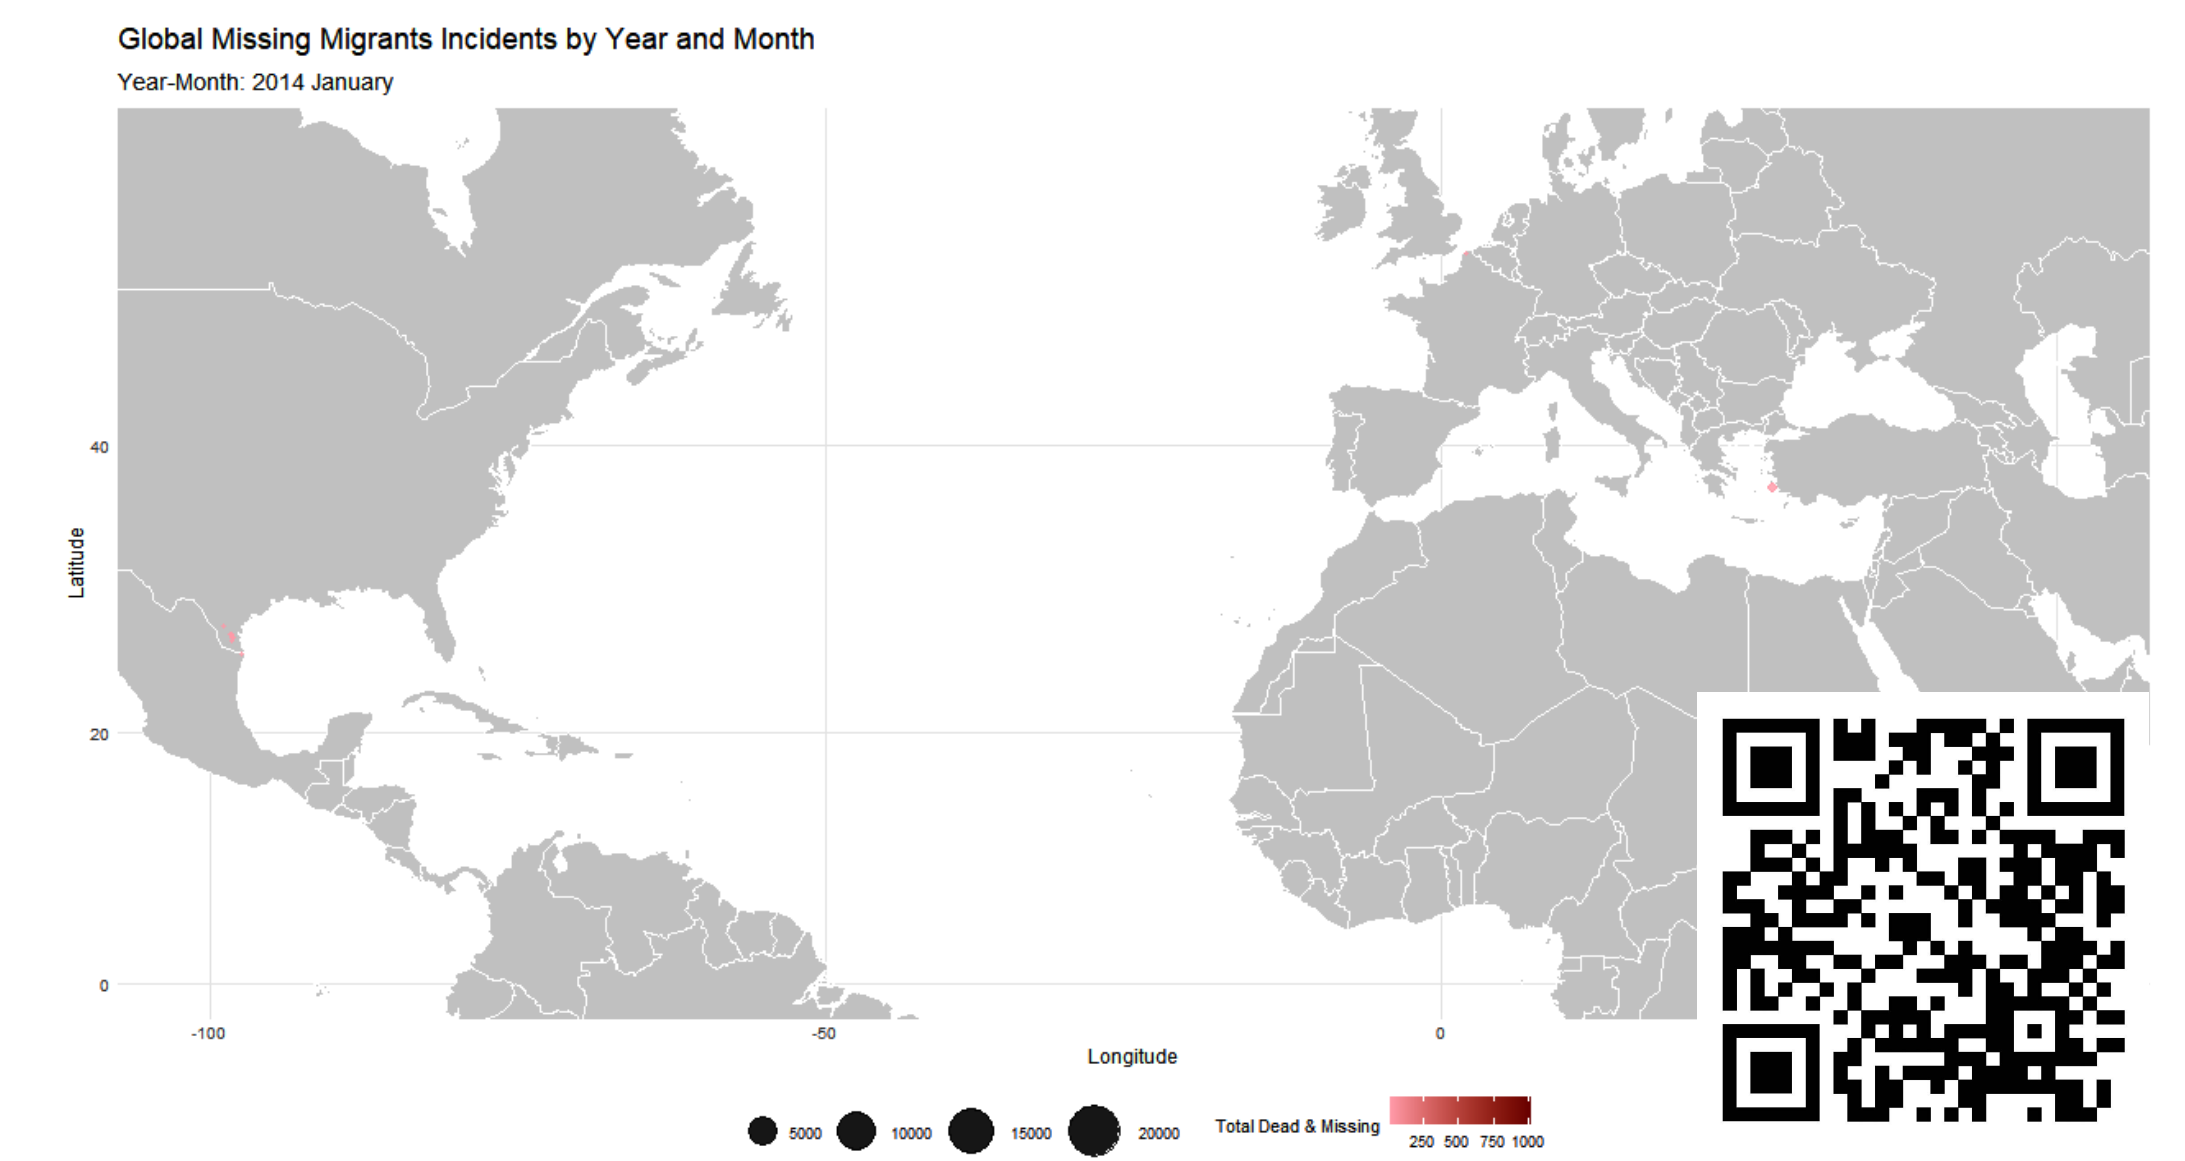 Global Missing Migrants Incidents by Year and Month
Year-Month: 2014 January
Latitude
40
20
0
-100
-50
0
Longitude
5000
10000
15000
20000
Total Dead & Missing
250 500 750 1000